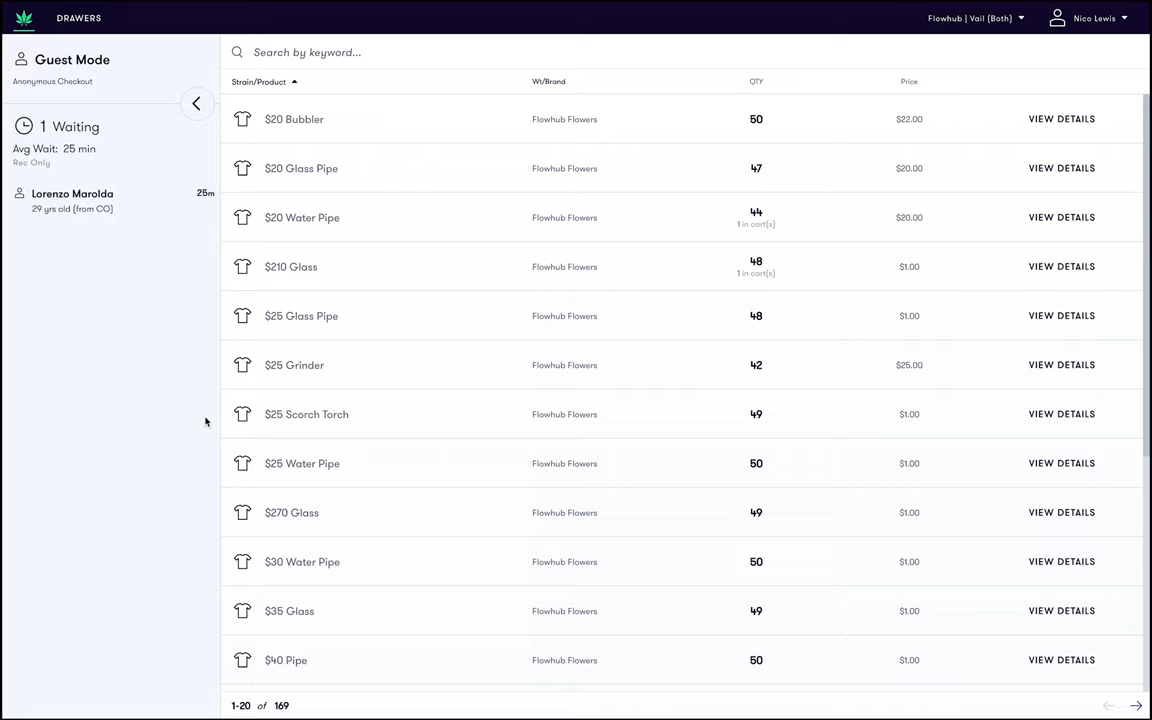 DRAWERS
Flowhub | Vail (Both)
Nico Lewis
Guest Mode
Anonymous Checkout
1 Waiting
Avg Wait: 25 min
Rec Only
Lorenzo Marolda 25m
29 yrs old (from CO)
Search by keyword...
Strain/Product Wt/Brand QTY Price
$20 Bubbler Flowhub Flowers 50 $22.00 VIEW DETAILS
$20 Glass Pipe Flowhub Flowers 47 $20.00 VIEW DETAILS
$20 Water Pipe Flowhub Flowers 44 $20.00 VIEW DETAILS
1 in cart(s)
$210 Glass Flowhub Flowers 48 $1.00 VIEW DETAILS
1 in cart(s)
$25 Glass Pipe Flowhub Flowers 48 $1.00 VIEW DETAILS
$25 Grinder Flowhub Flowers 42 $25.00 VIEW DETAILS
$25 Scorch Torch Flowhub Flowers 49 $1.00 VIEW DETAILS
$25 Water Pipe Flowhub Flowers 50 $1.00 VIEW DETAILS
$270 Glass Flowhub Flowers 49 $1.00 VIEW DETAILS
$30 Water Pipe Flowhub Flowers 50 $1.00 VIEW DETAILS
$35 Glass Flowhub Flowers 49 $1.00 VIEW DETAILS
$40 Pipe Flowhub Flowers 50 $1.00 VIEW DETAILS
1-20 of 169